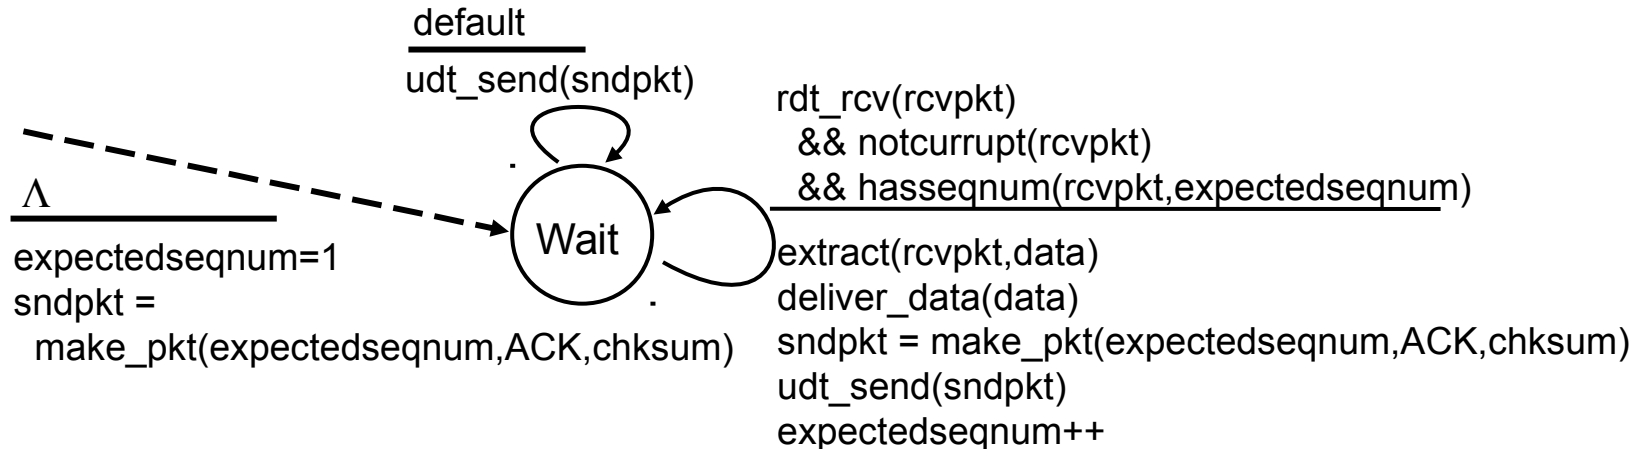 default
udt_send(sndpkt)
rdt_rcv(rcvpkt)
&& notcurrupt(rcvpkt)
&& hasseqnum(rcvpkt,expectedseqnum)
Λ
expectedseqnum=1
sndpkt =
make_pkt(expectedseqnum,ACK,chksum)
Wait
extract(rcvpkt,data)
deliver_data(data)
sndpkt = make_pkt(expectedseqnum,ACK,chksum)
udt_send(sndpkt)
expectedseqnum++